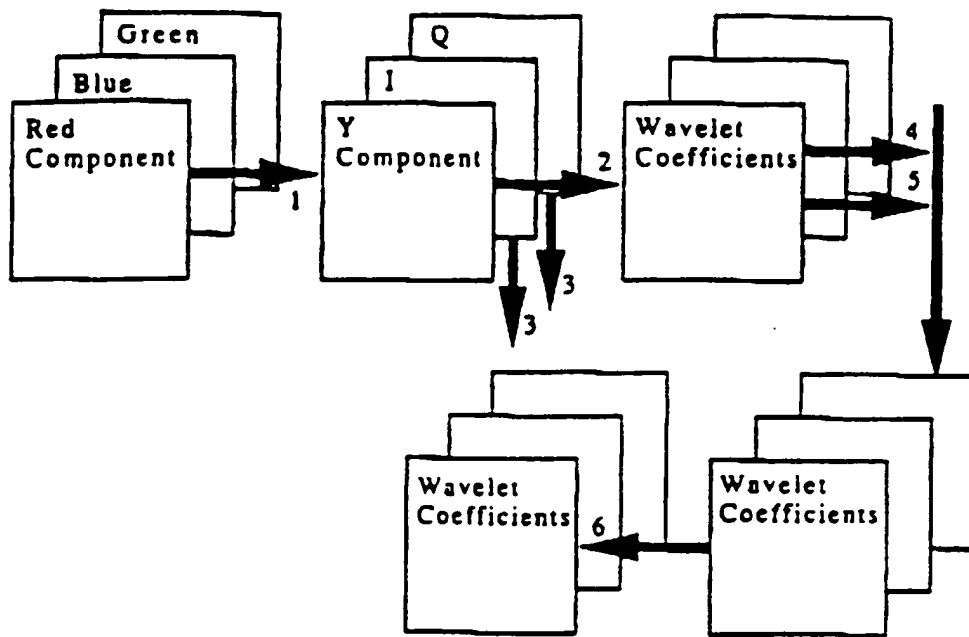 Green
Blue
Red
Component
1
Q
I
Y
Component
2
3
3
Wavelet
Coefficients
4
5
Wavelet
Coefficients
6
Wavelet
Coefficients